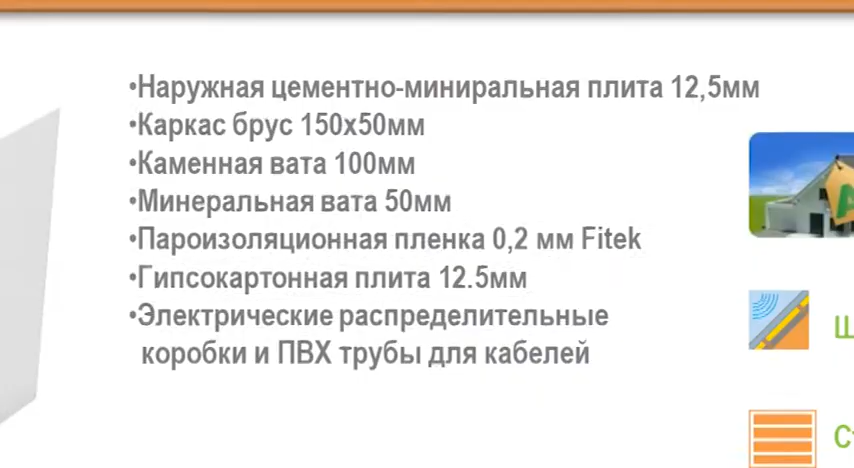 •Наружная цементно-миниральная плита 12,5мм
•Каркас брус 150х50мм
•Каменная вата 100мм
•Минеральная вата 50мм
•Пароизоляционная пленка 0,2 мм Fitek
•Гипсокартонная плита 12.5мм
•Электрические распределительные
коробки и ПВХ трубы для кабелей